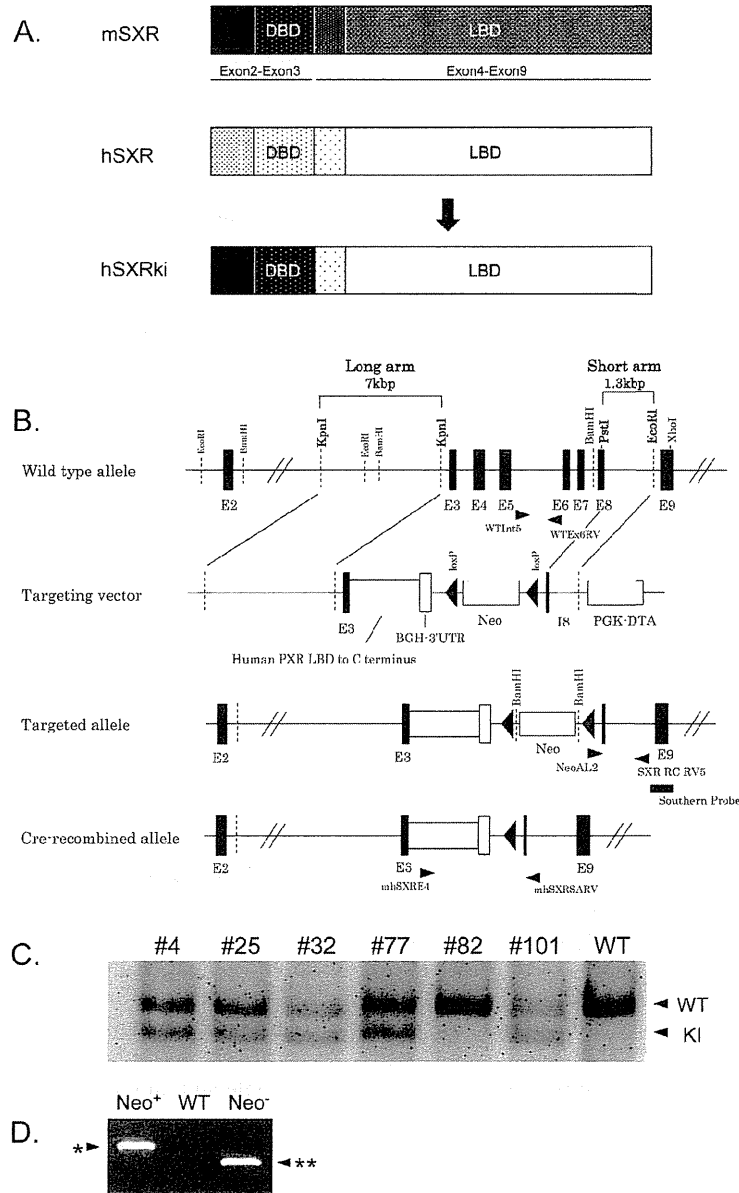 A.
mSXR
DBD
LBD
Exon2-Exon3
Exon4-Exon9
hSXR
DBD
LBD
hSXRki
DBD
LBD
B.
Long arm
7kbp
Short arm
1.3kbp
EcoRI
BamHI
KpnI
EcoRI
BamHI
KpnI
BamHI
PstI
EcoRI
XhoI
Wild type allele
E2
E3
E4
E5
E6
E7
E8
E9
WTInt5
WTEx6RV
loxP
loxP
Targeting vector
E3
BGH-3'UTR
Neo
I8
PGK-DTA
Human PXR LBD to C terminus
BamHI
BamHI
Targeted allele
E2
E3
Neo
E9
NeoAL2
SXR RC RV5
Southern Probe
Cre-recombined allele
E2
E3
E9
mhSXRE4
mhSXRSARV
C.
#4 #25 #32 #77 #82 #101 WT
WT
KI
D.
Neo+ WT Neo-
*
**